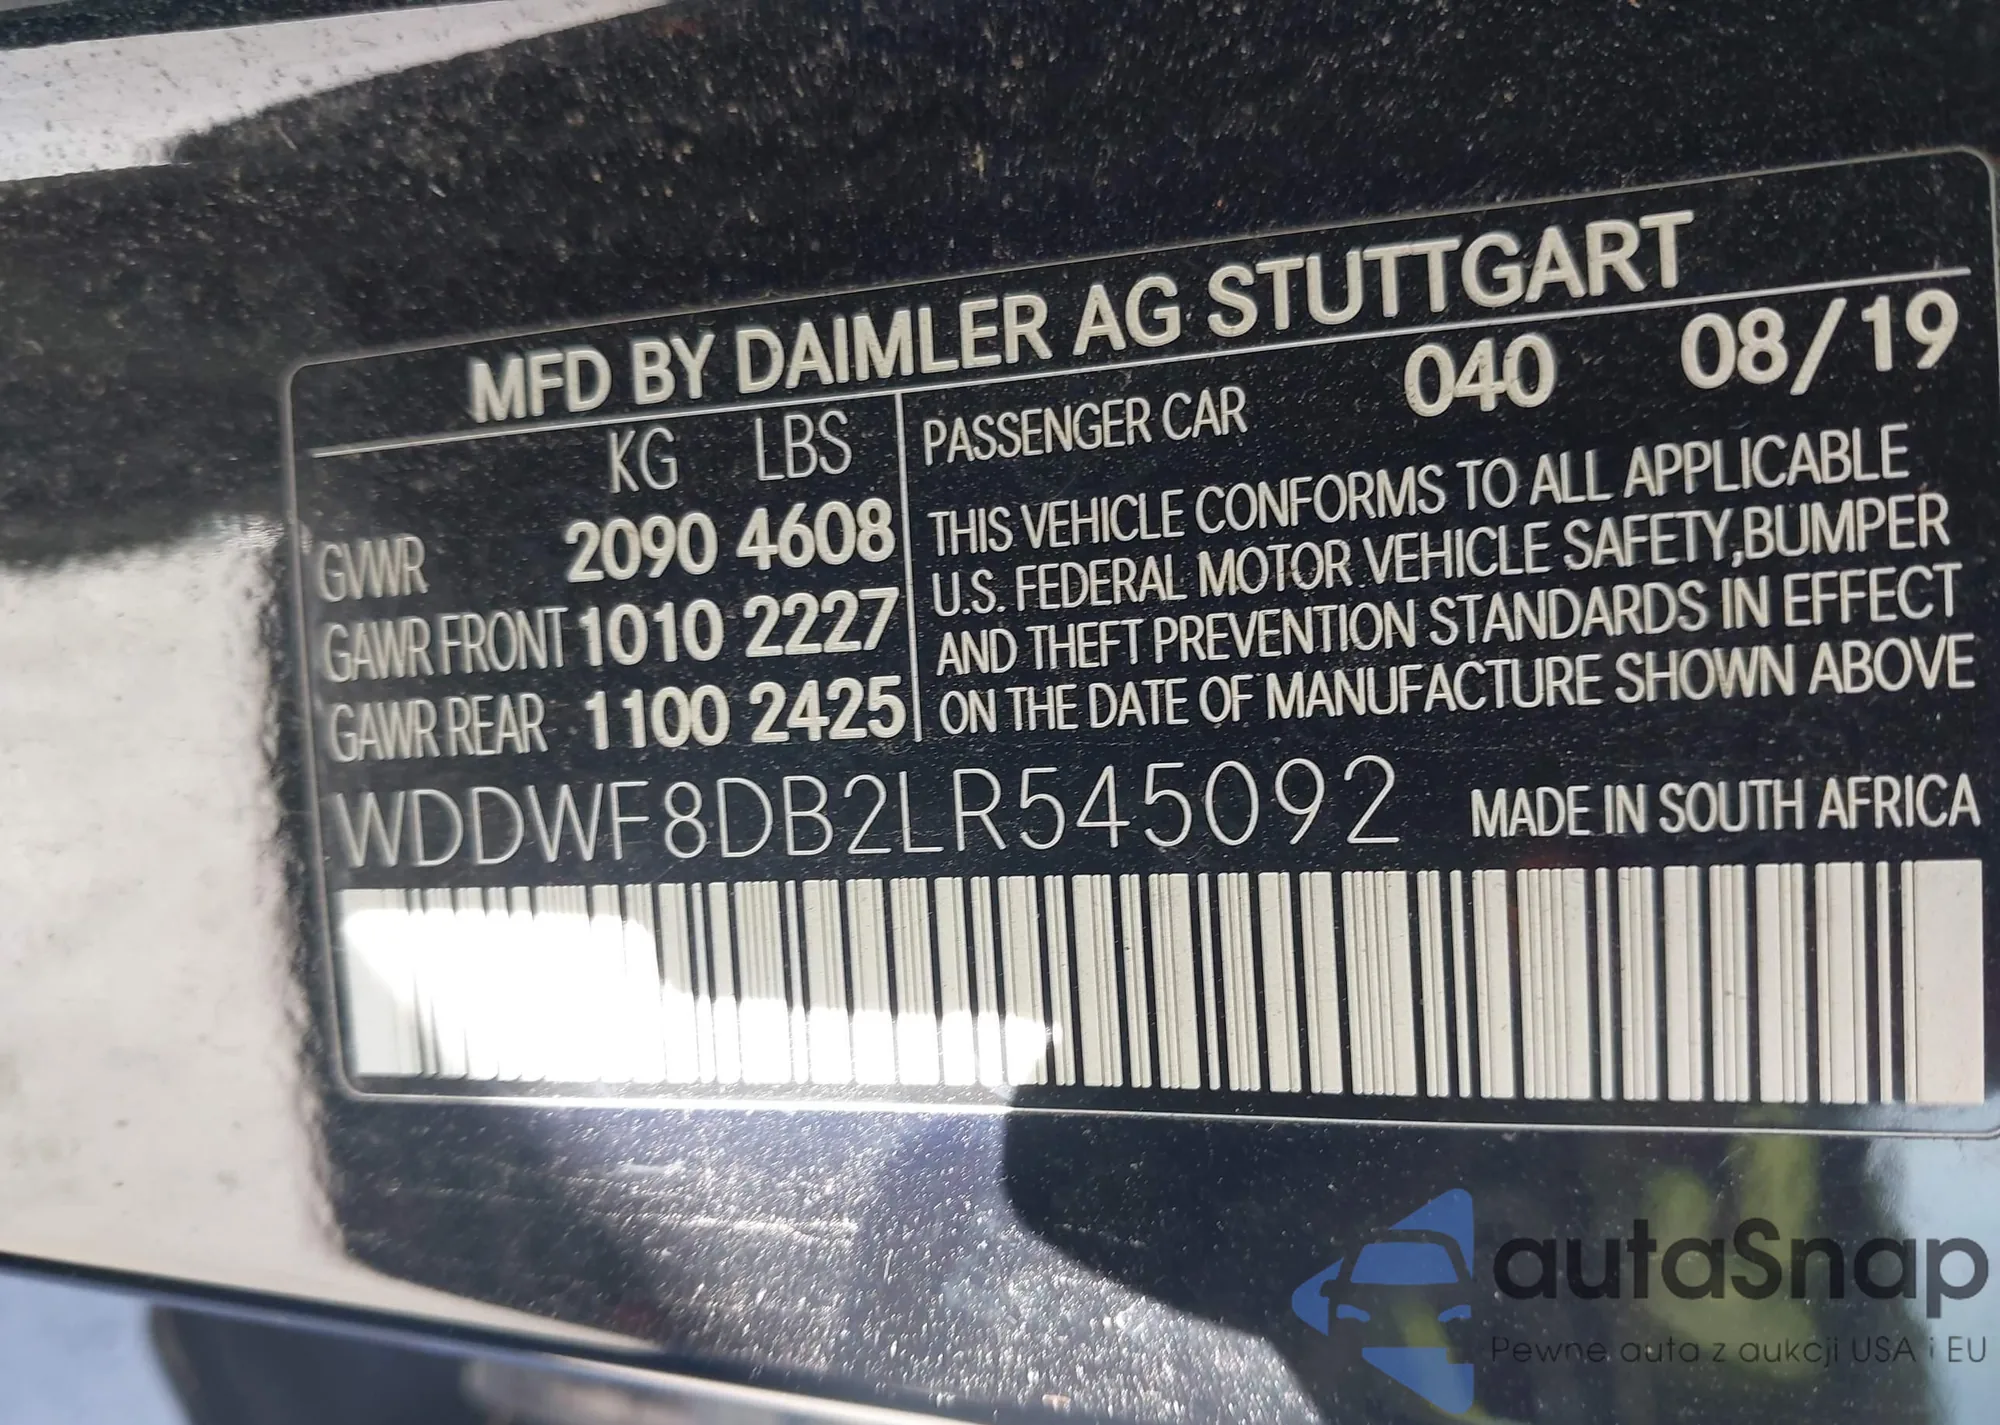 MFD BY DAIMLER AG STUTTGART
KG LBS
GVWR 2090 4608
GAWR FRONT 1010 2227
GAWR REAR 1100 2425
PASSENGER CAR 040 08/19
THIS VEHICLE CONFORMS TO ALL APPLICABLE
U.S. FEDERAL MOTOR VEHICLE SAFETY,BUMPER
AND THEFT PREVENTION STANDARDS IN EFFECT
ON THE DATE OF MANUFACTURE SHOWN ABOVE
WDDWF8DB2LR545092 MADE IN SOUTH AFRICA
autaSnap
Pewne auta z aukcji USA i EU